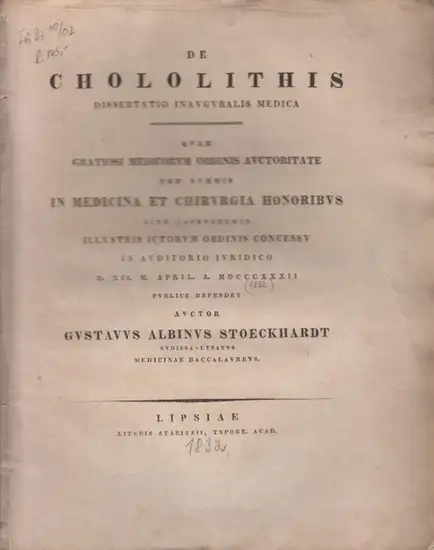 DE
CHOLOLITHIS
DISSERTATIO INAVGVRALIS MEDICA
QVAM
GRATIOSI MEDICORVM ORDINIS AVCTORITATE
PRO SVMMIS
IN MEDICINA ET CHIRVRGIA HONORIBVS
RITE
ILLVSTRIS ICTORVM ORDINIS CONCESSV
IN AVDITORIO IVRIDICO
D. XII. M. APRIL. A. MDCCCXXXII
(1832)
PVBLICE DEFENDET
AVCTOR
GVSTAVVS ALBINVS STOECKHARDT
BVDISSA-LVSATVS
MEDICINAE BACCALAVREVS.
LIPSIAE
LITERIS STARITZII, TYPOGR. ACAD.
1832